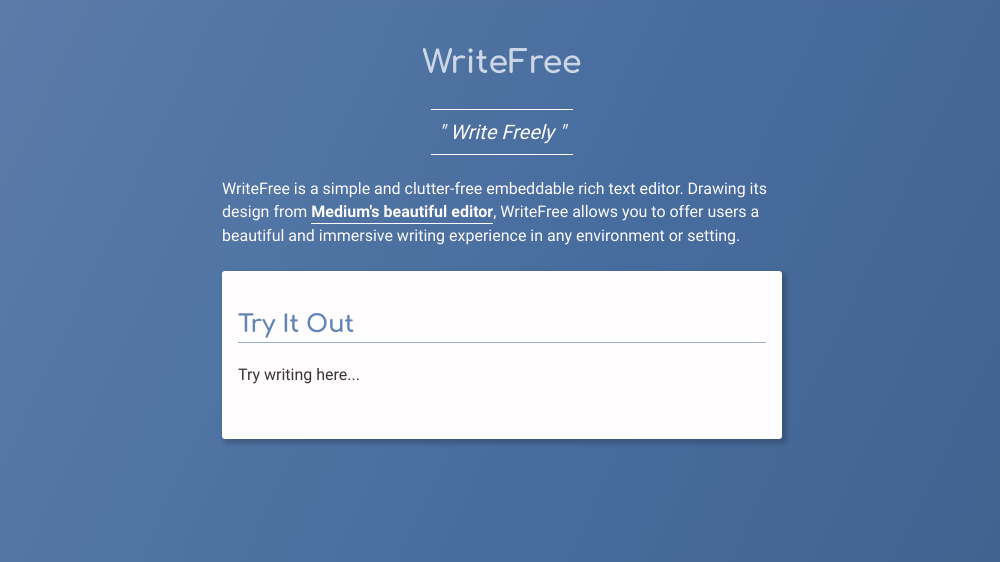 WriteFree
" Write Freely "
WriteFree is a simple and clutter-free embeddable rich text editor. Drawing its
design from Medium's beautiful editor, WriteFree allows you to offer users a
beautiful and immersive writing experience in any environment or setting.
Try It Out
Try writing here...